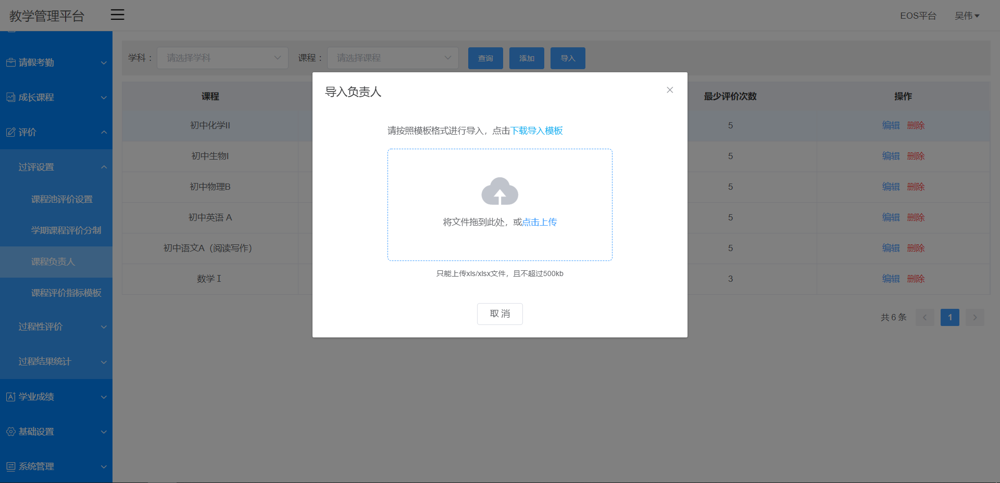 教学管理平台
EOS平台
吴伟
请假考勤
成长课程
评价
过评设置
课程池评价设置
学期课程评价分制
课程负责人
课程评价指标模板
过程性评价
过程结果统计
学业成绩
基础设置
系统管理
学科： 请选择学科 课程： 请选择课程 查询 添加 导入
课程 最少评价次数 操作
初中化学II 5 编辑 删除
初中生物I 5 编辑 删除
初中物理B 5 编辑 删除
初中英语 A 5 编辑 删除
初中语文A（阅读写作） 5 编辑 删除
数学 I 3 编辑 删除
共 6 条 1
导入负责人
请按照模板格式进行导入，点击下载导入模板
将文件拖到此处，或点击上传
只能上传xls/xlsx文件，且不超过500kb
取 消